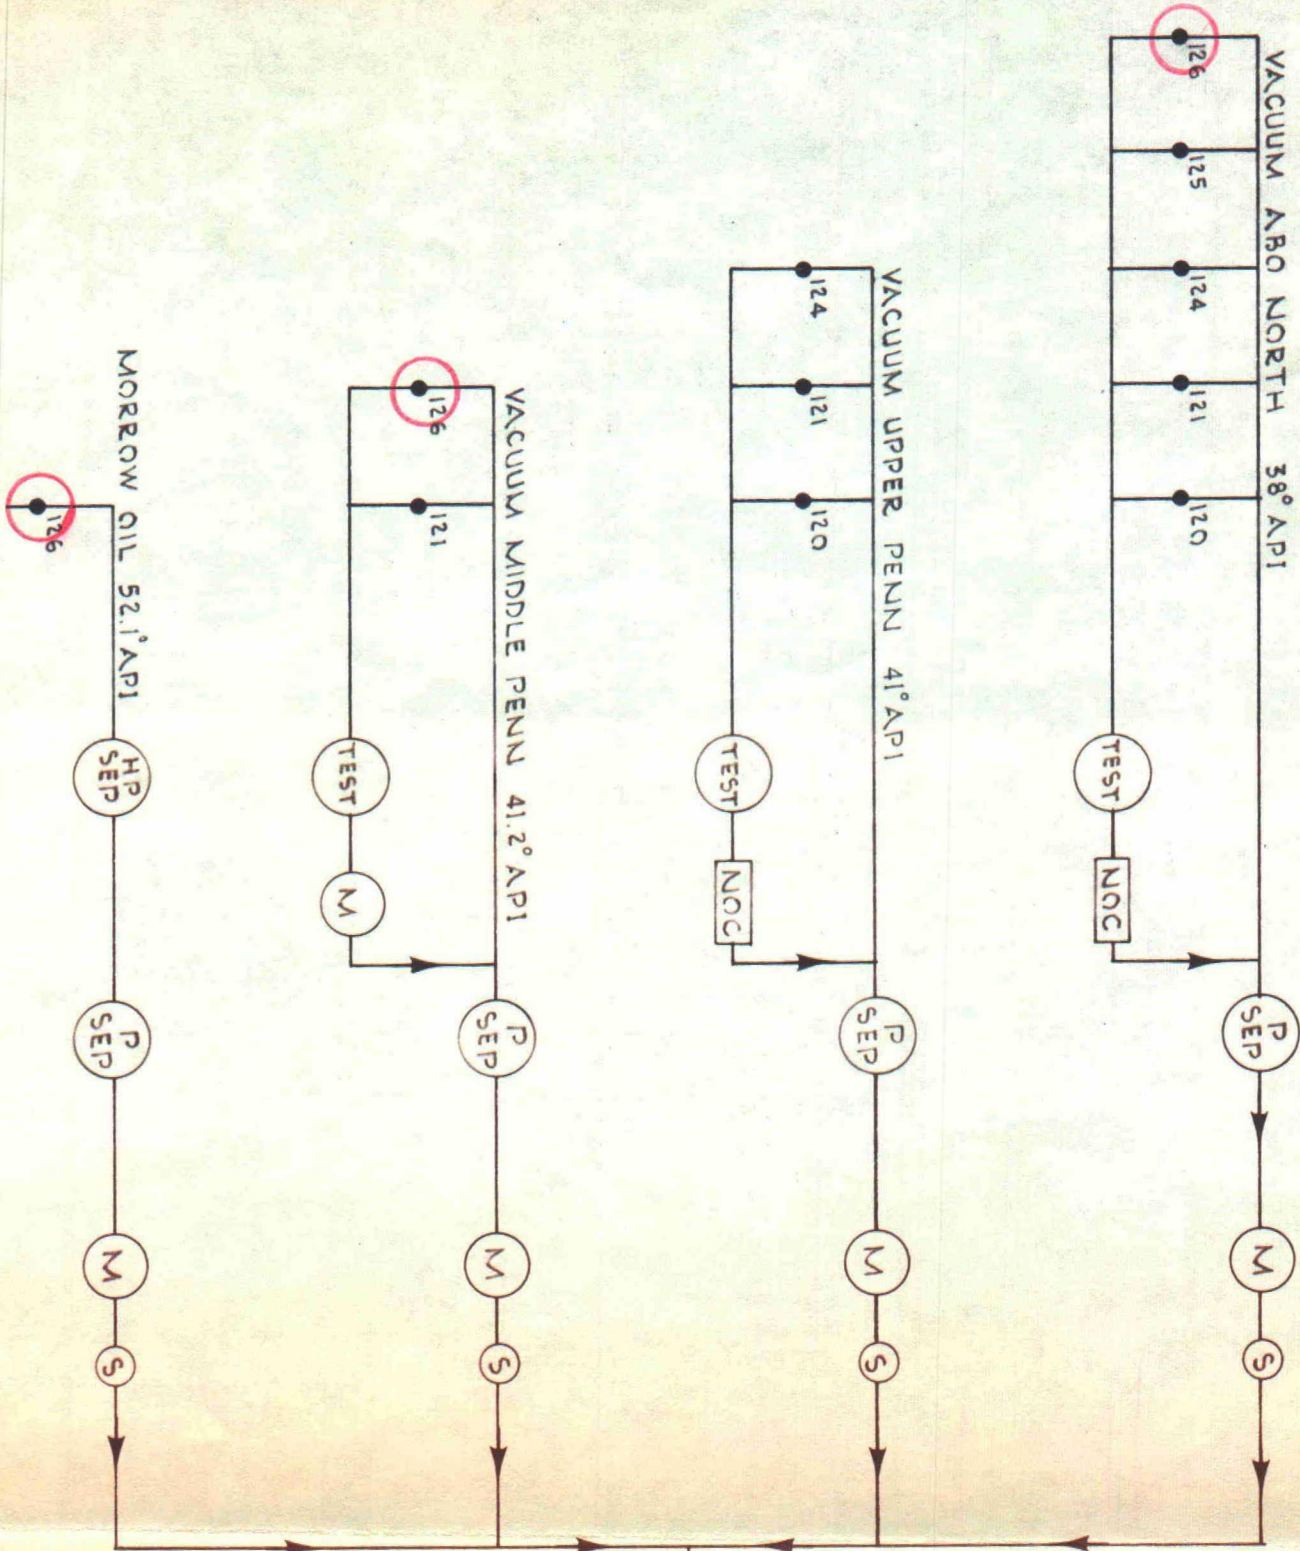 VACUUM ABO NORTH 38° API
126
125
124
121
120
TEST
NOC
P
SEP
M
S
VACUUM UPPER PENN 41° API
124
121
120
TEST
NOC
P
SEP
M
S
VACUUM MIDDLE PENN 41.2° API
126
121
TEST
M
P
SEP
M
S
MORROW OIL 52.1° API
126
HP
SEP
P
SEP
M
S